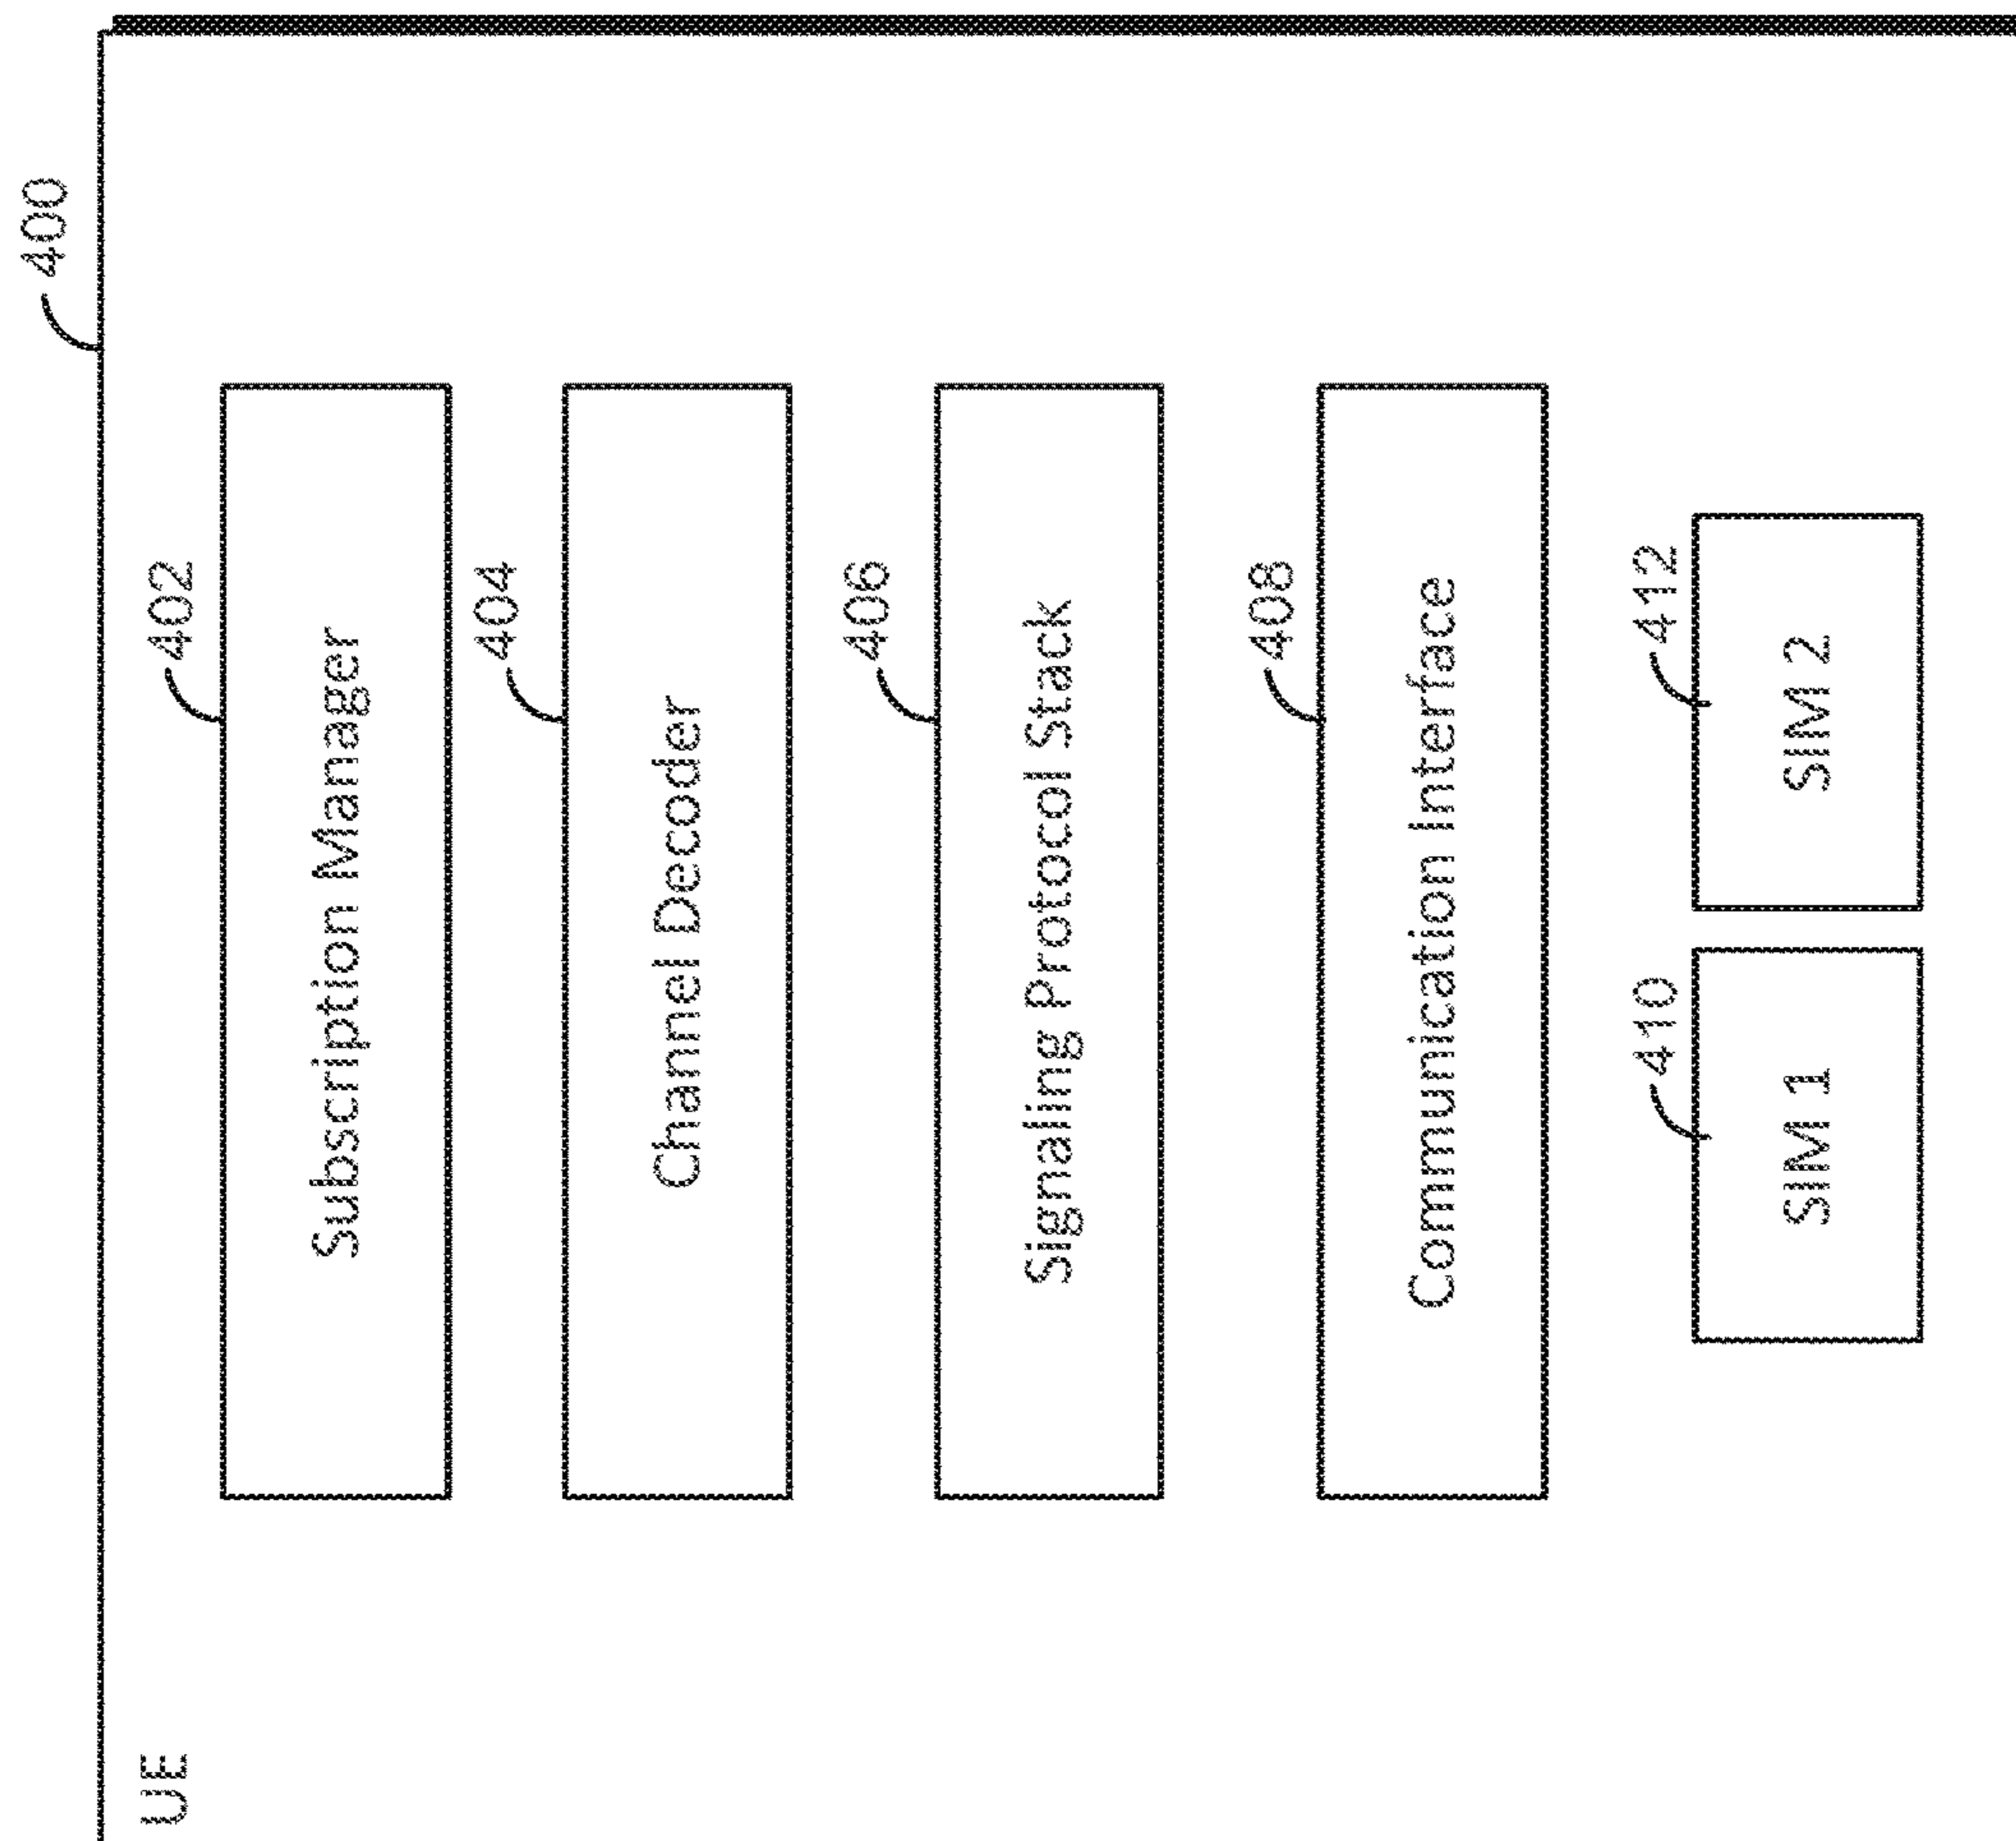 400
UE
402
Subscription Manager
404
Channel Decoder
406
Signaling Protocol Stack
408
Communication Interface
410
SIM 1
412
SIM 2